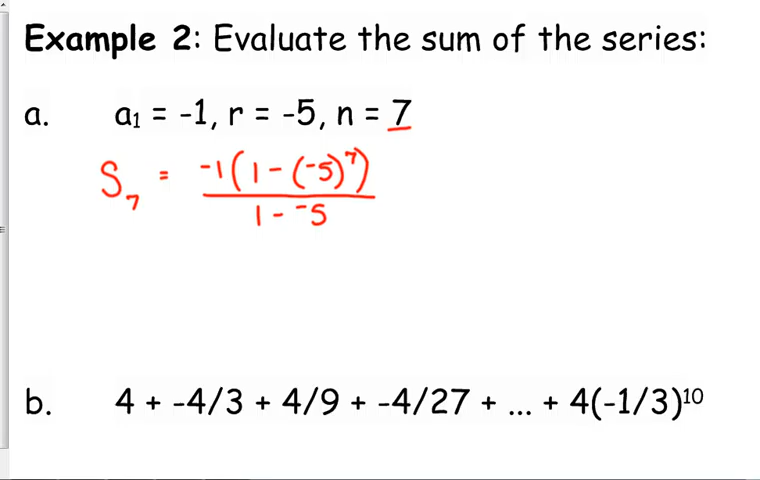 Example 2: Evaluate the sum of the series:
a. a₁ = -1, r = -5, n = 7
S₇ = -1(1 - (-5)⁷) / 1 - -5
b. 4 + -4/3 + 4/9 + -4/27 + ... + 4(-1/3)¹⁰